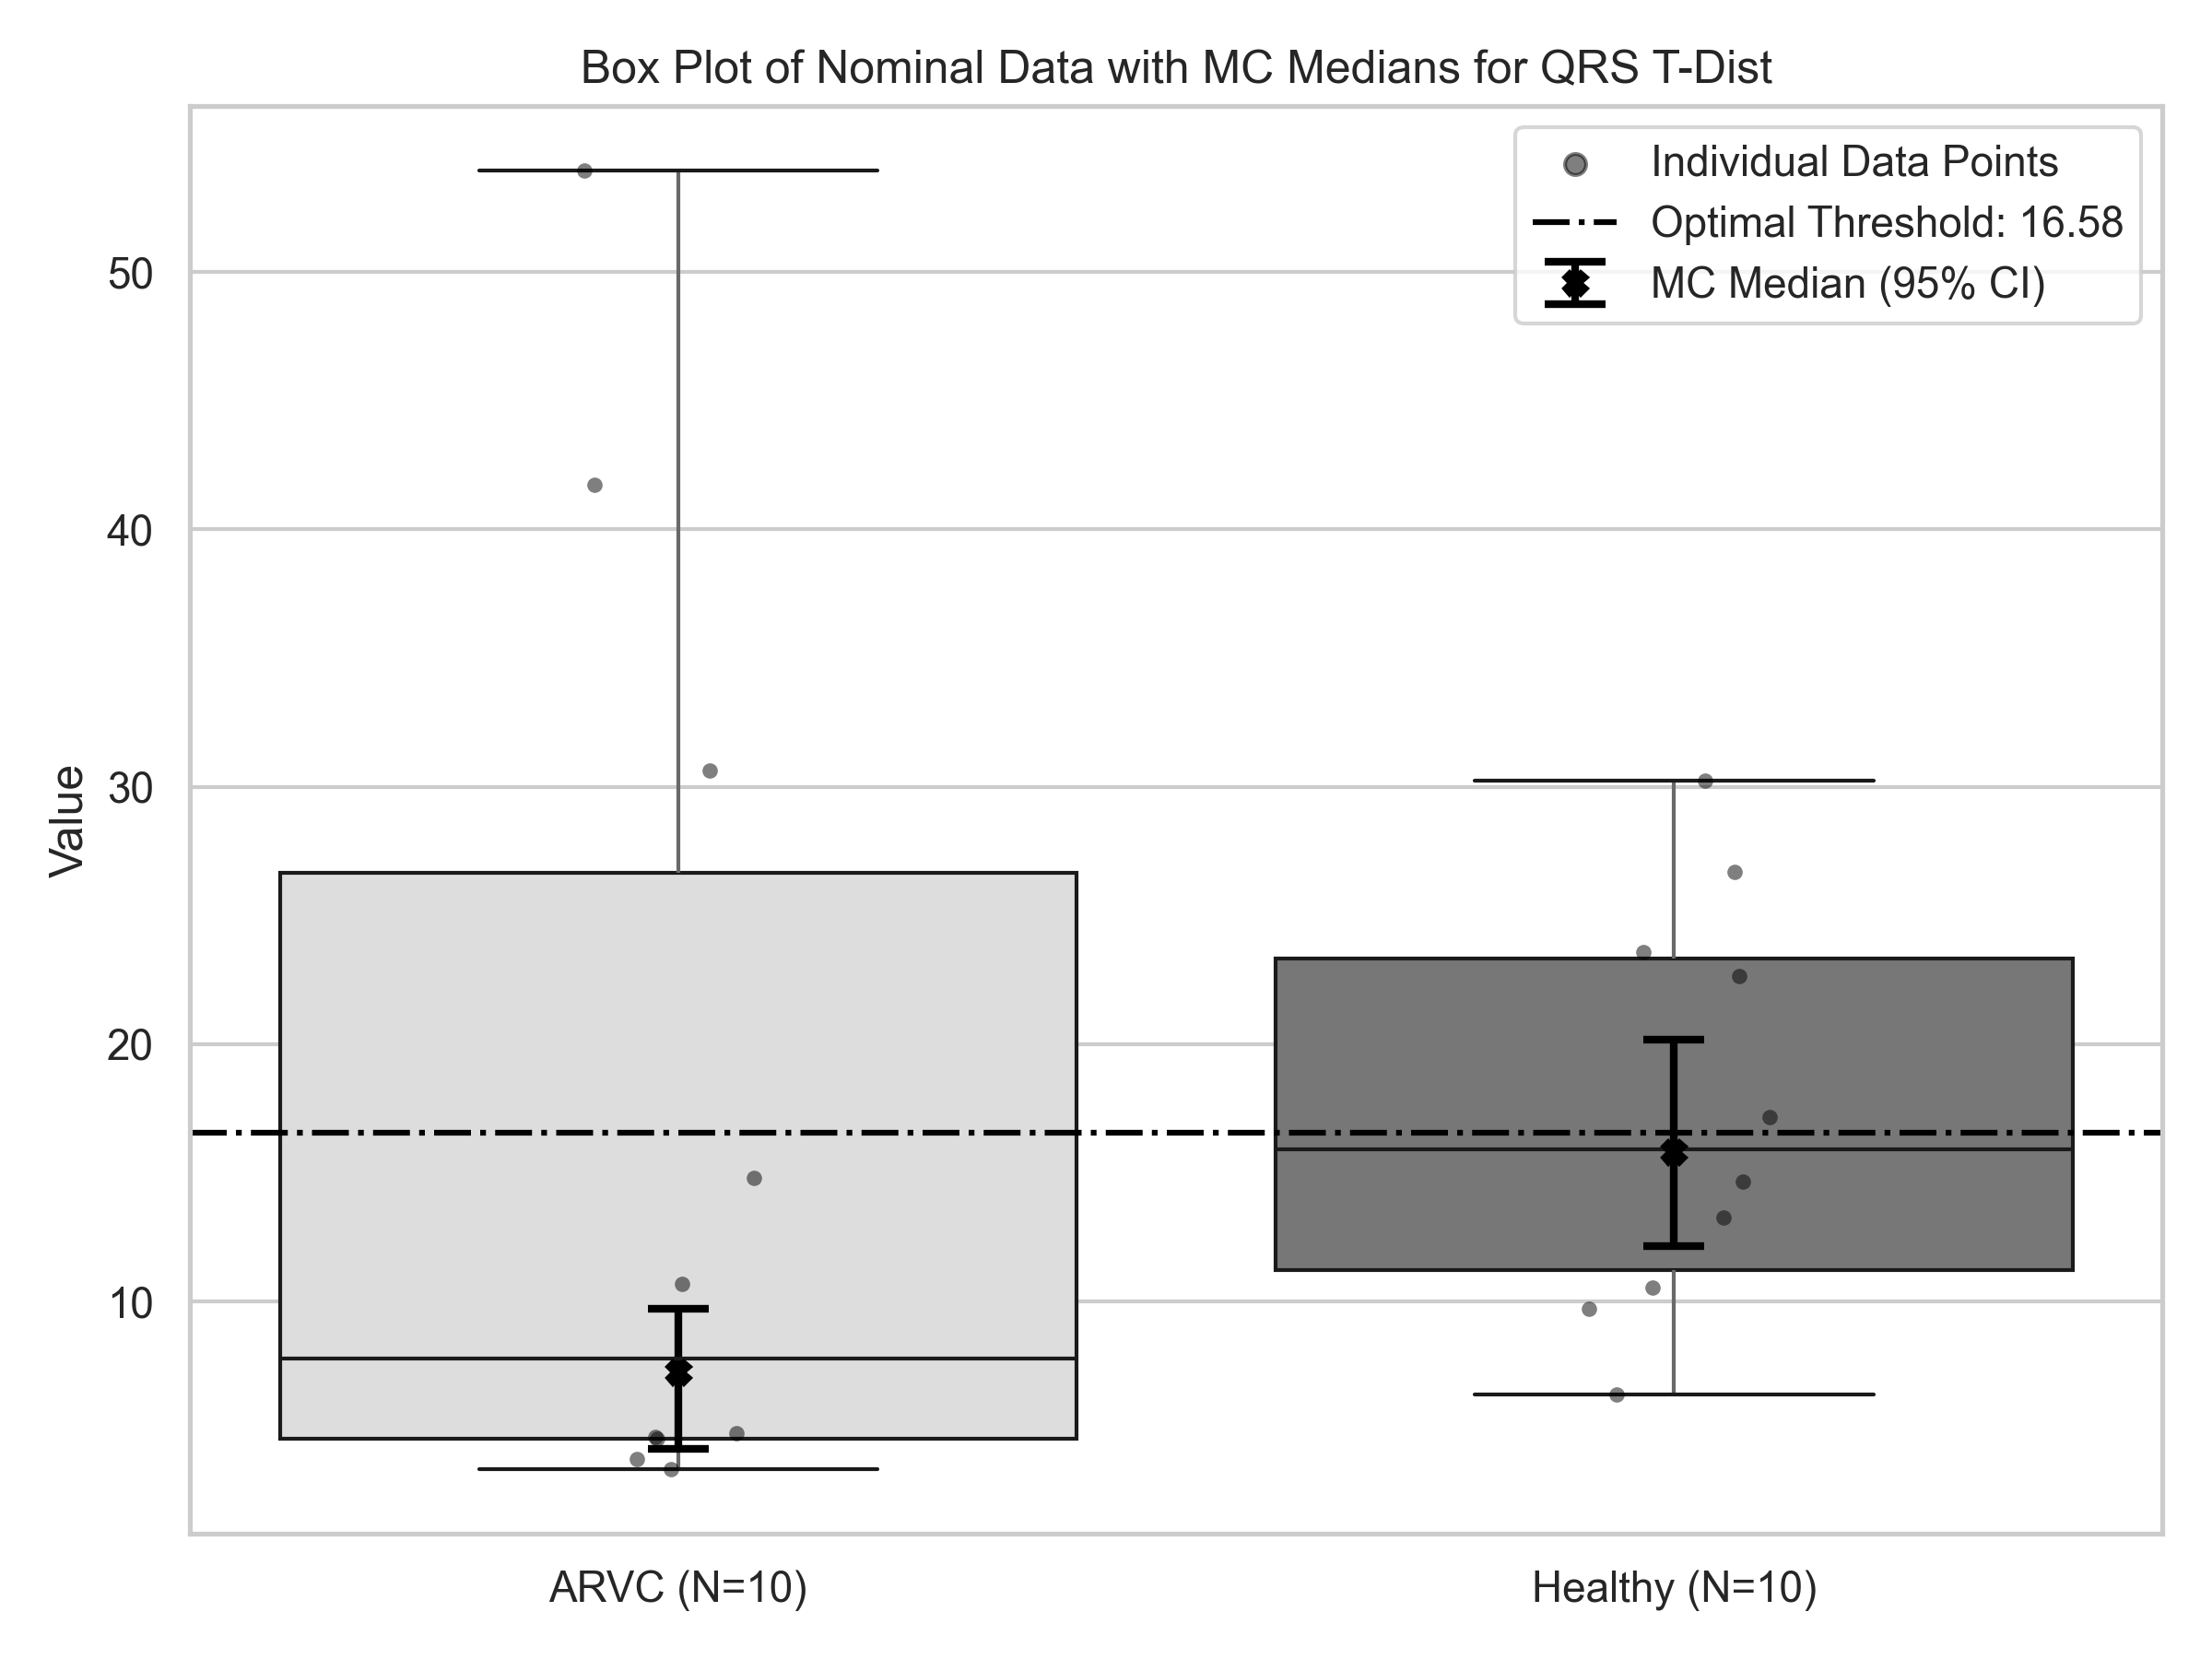 Box Plot of Nominal Data with MC Medians for QRS T-Dist
Individual Data Points
Optimal Threshold: 16.58
MC Median (95% CI)
Value
50
40
30
20
10
ARVC (N=10)
Healthy (N=10)